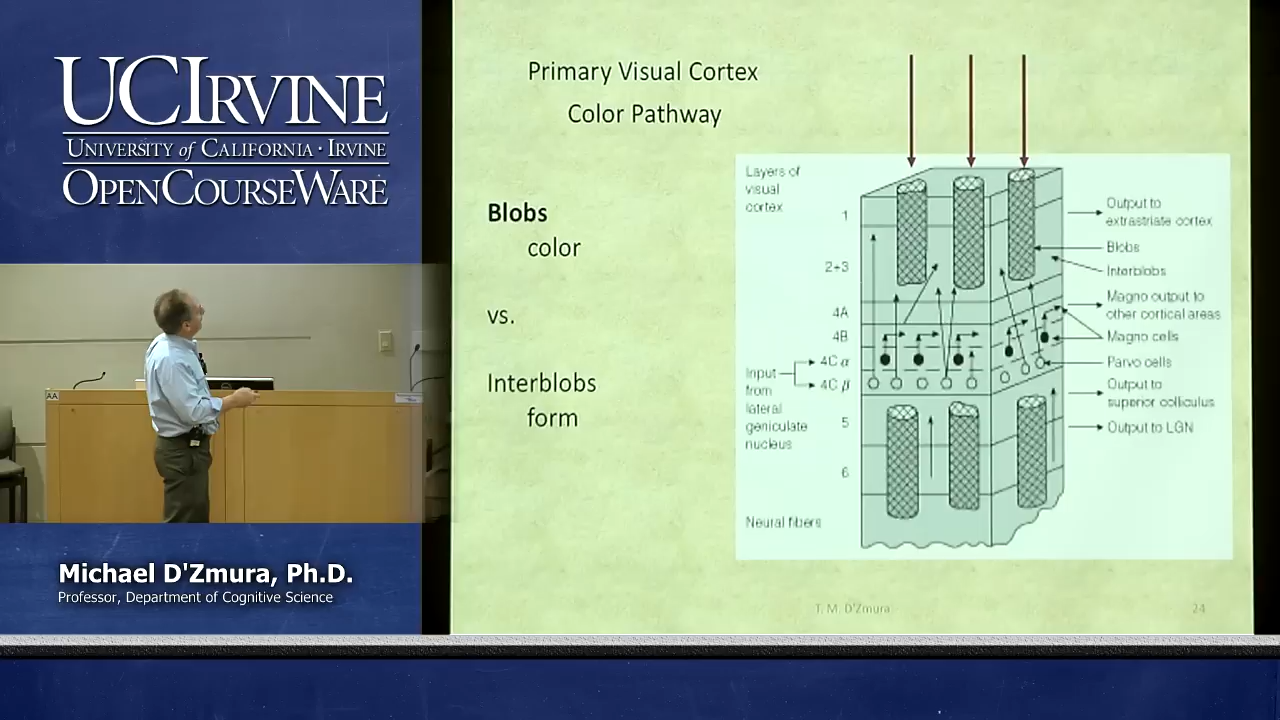 UCIRVINE
UNIVERSITY of CALIFORNIA · IRVINE
OPENCOURSEWARE
AA
Michael D'Zmura, Ph.D.
Professor, Department of Cognitive Science
Primary Visual Cortex
Color Pathway
Blobs
color
vs.
Interblobs
form
Layers of
visual
cortex
1
2+3
4A
4B
4C α
4C β
Input
from
lateral
geniculate
nucleus
5
6
Neural fibers
Output to
extrastriate cortex
Blobs
Interblobs
Magno output to
other cortical areas
Magno cells
Parvo cells
Output to
superior colliculus
Output to LGN
T. M. D'Zmura
24